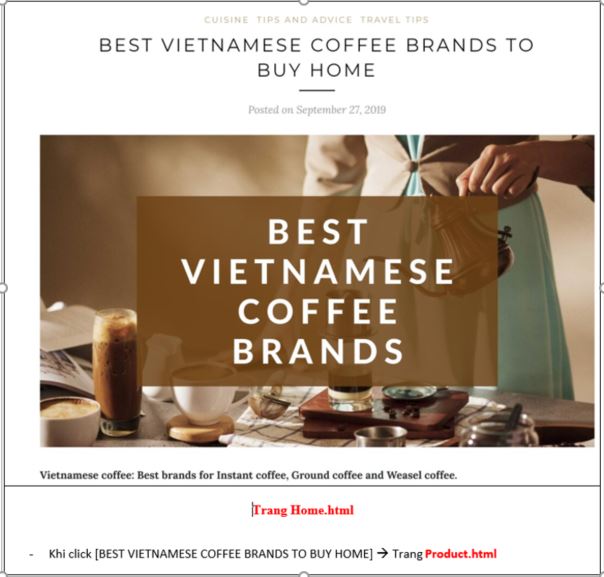 CUISINE TIPS AND ADVICE TRAVEL TIPS
BEST VIETNAMESE COFFEE BRANDS TO
BUY HOME
Posted on September 27, 2019
BEST
VIETNAMESE
COFFEE
BRANDS
Vietnamese coffee: Best brands for Instant coffee, Ground coffee and Weasel coffee.
Trang Home.html
- Khi click [BEST VIETNAMESE COFFEE BRANDS TO BUY HOME] → Trang Product.html